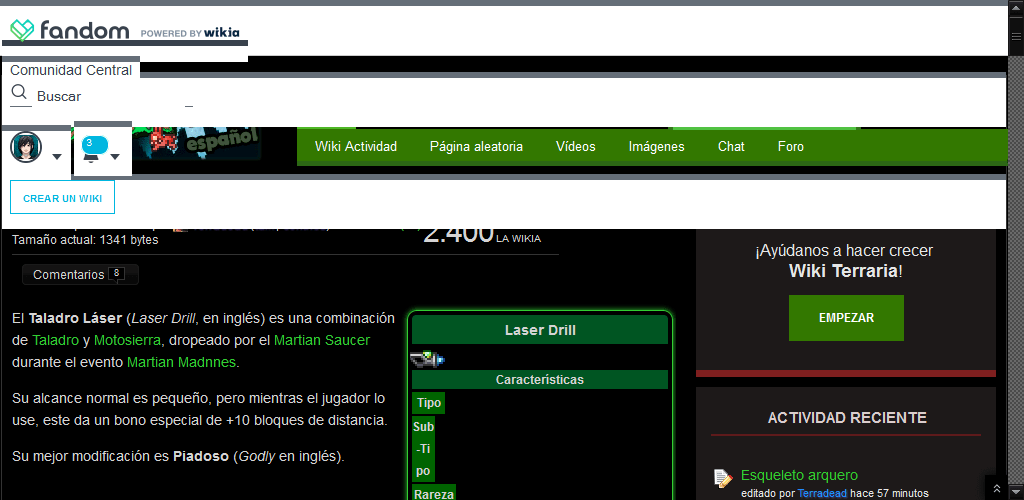 fandom POWERED BY wikia
Comunidad Central
Buscar
3
español
Wiki Actividad Página aleatoria Vídeos Imágenes Chat Foro
CREAR UN WIKI
Tamaño actual: 1341 bytes
2.400 LA WIKIA
Comentarios 8
El Taladro Láser (Laser Drill, en inglés) es una combinación
de Taladro y Motosierra, dropeado por el Martian Saucer
durante el evento Martian Madnnes.
Su alcance normal es pequeño, pero mientras el jugador lo
use, este da un bono especial de +10 bloques de distancia.
Su mejor modificación es Piadoso (Godly en inglés).
Laser Drill
Características
Tipo
Sub
-Ti
po
Rareza
¡Ayúdanos a hacer crecer
Wiki Terraria!
EMPEZAR
ACTIVIDAD RECIENTE
Esqueleto arquero
editado por Terradead hace 57 minutos